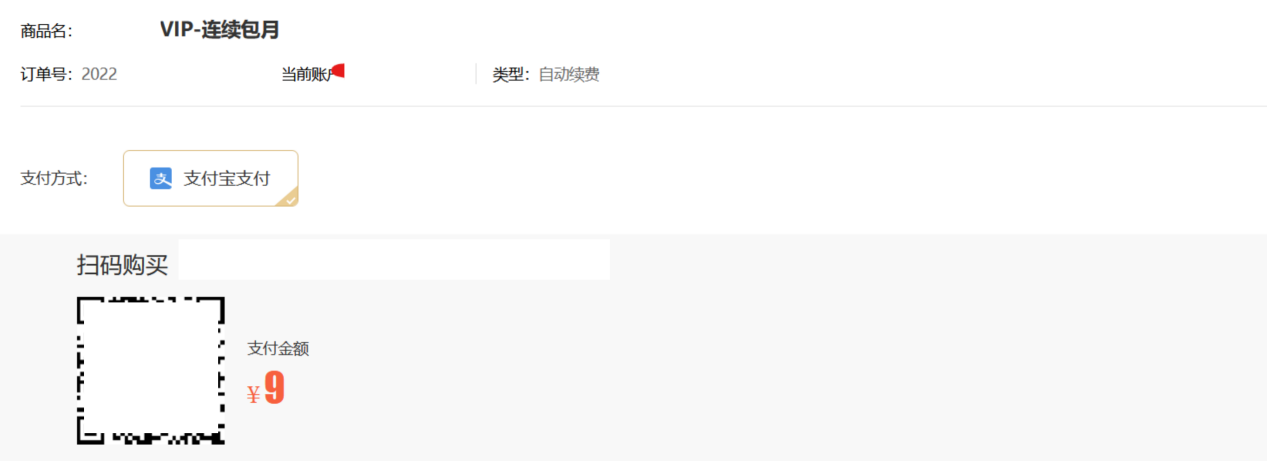 商品名： VIP-连续包月
订单号：2022 当前账户 类型：自动续费
支付方式： 支付宝支付
扫码购买
支付金额
¥9